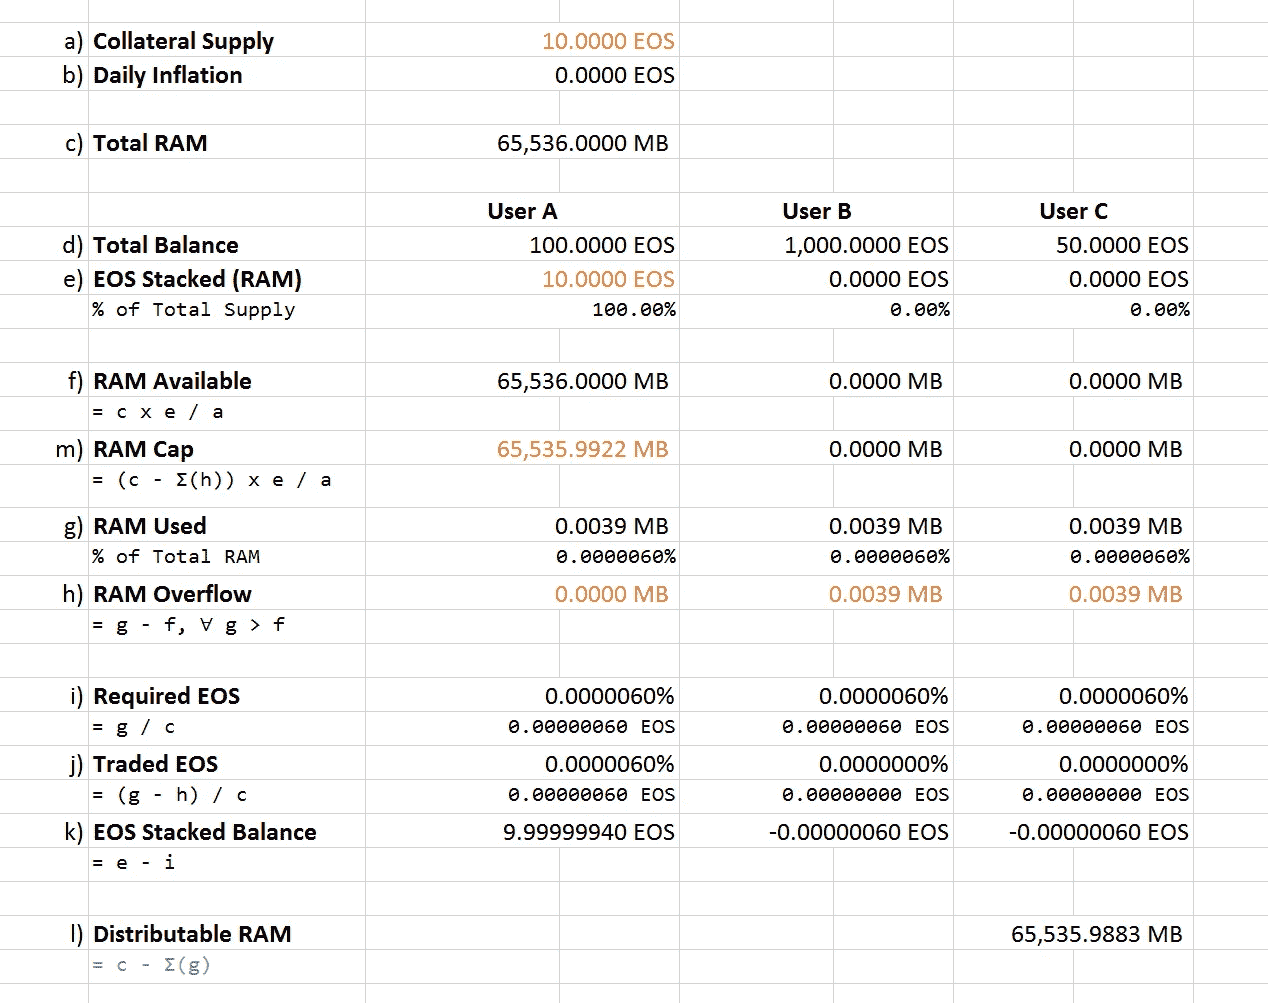 a) Collateral Supply 10.0000 EOS
b) Daily Inflation 0.0000 EOS
c) Total RAM 65,536.0000 MB
User A User B User C
d) Total Balance 100.0000 EOS 1,000.0000 EOS 50.0000 EOS
e) EOS Stacked (RAM) 10.0000 EOS 0.0000 EOS 0.0000 EOS
% of Total Supply 100.00% 0.00% 0.00%
f) RAM Available 65,536.0000 MB 0.0000 MB 0.0000 MB
= c x e / a
m) RAM Cap 65,535.9922 MB 0.0000 MB 0.0000 MB
= (c - Σ(h)) x e / a
g) RAM Used 0.0039 MB 0.0039 MB 0.0039 MB
% of Total RAM 0.0000060% 0.0000060% 0.0000060%
h) RAM Overflow 0.0000 MB 0.0039 MB 0.0039 MB
= g - f, ∀ g > f
i) Required EOS 0.0000060% 0.0000060% 0.0000060%
= g / c 0.00000060 EOS 0.00000060 EOS 0.00000060 EOS
j) Traded EOS 0.0000060% 0.0000000% 0.0000000%
= (g - h) / c 0.00000060 EOS 0.00000000 EOS 0.00000000 EOS
k) EOS Stacked Balance 9.99999940 EOS -0.00000060 EOS -0.00000060 EOS
= e - i
l) Distributable RAM 65,535.9883 MB
= c - Σ(g)